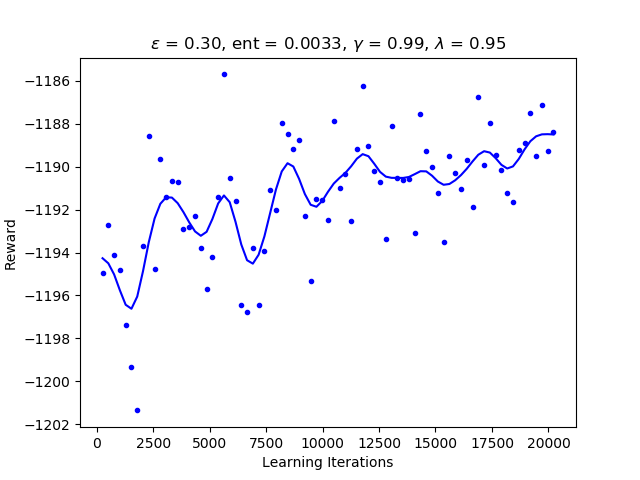 ε = 0.30, ent = 0.0033, γ = 0.99, λ = 0.95
−1186
−1188
−1190
−1192
−1194
−1196
−1198
−1200
−1202
Reward
0 2500 5000 7500 10000 12500 15000 17500 20000
Learning Iterations